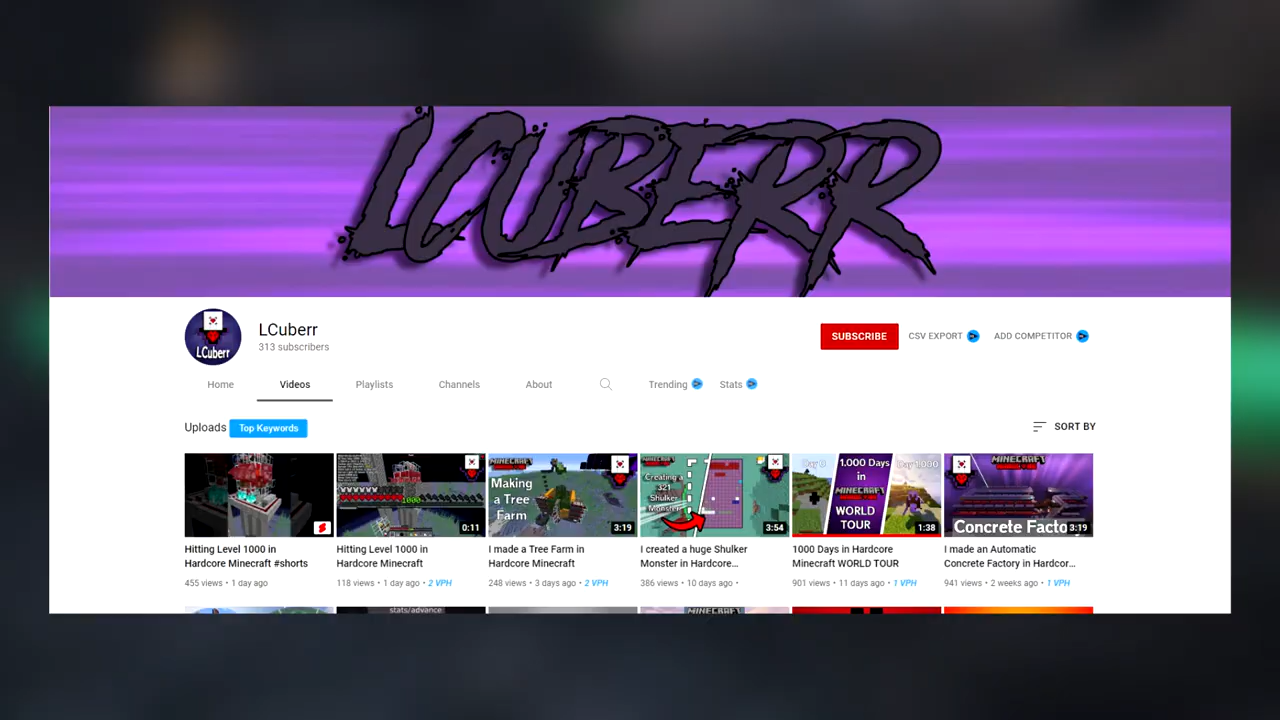 LCUBERR
LCuberr
LCuberr
313 subscribers
SUBSCRIBE
CSV EXPORT
ADD COMPETITOR
Home
Videos
Playlists
Channels
About
Trending
Stats
Uploads
Top Keywords
SORT BY
1000
0:11
MINECRAFT
Making
a Tree
Farm
3:19
MINECRAFT
Creating a
321
Shulker
Monster
3:54
Day 0
1,000 Days
in
MINECRAFT
WORLD
TOUR
Day 1,000
1:38
MINECRAFT
Concrete Facto
3:19
Hitting Level 1000 in
Hardcore Minecraft #shorts
455 views • 1 day ago
Hitting Level 1000 in
Hardcore Minecraft
118 views • 1 day ago • 2 VPH
I made a Tree Farm in
Hardcore Minecraft
248 views • 3 days ago • 2 VPH
I created a huge Shulker
Monster in Hardcore...
386 views • 10 days ago •
1000 Days in Hardcore
Minecraft WORLD TOUR
901 views • 11 days ago • 1 VPH
I made an Automatic
Concrete Factory in Hardcor...
941 views • 2 weeks ago • 1 VPH
stats/advance
MINECRAFT